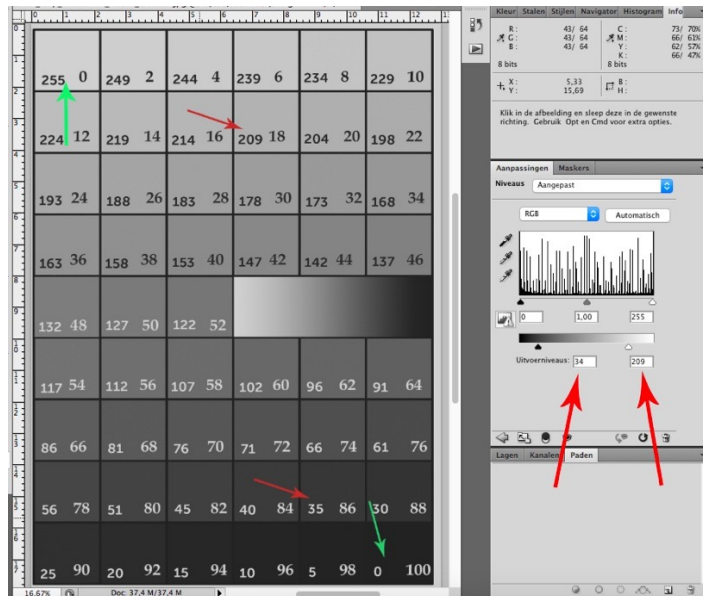 255 0 249 2 244 4 239 6 234 8 229 10
224 12 219 14 214 16 209 18 204 20 198 22
193 24 188 26 183 28 178 30 173 32 168 34
163 36 158 38 153 40 147 42 142 44 137 46
132 48 127 50 122 52
117 54 112 56 107 58 102 60 96 62 91 64
86 66 81 68 76 70 71 72 66 74 61 76
56 78 51 80 45 82 40 84 35 86 30 88
25 90 20 92 15 94 10 96 5 98 0 100
16,67% Doc: 37,4 M/37,4 M
Kleur Stalen Stijlen Navigator Histogram Info
R: 43/ 64 C: 73/ 70%
G: 43/ 64 M: 66/ 61%
B: 43/ 64 Y: 62/ 57%
K: 66/ 47%
8 bits 8 bits
X: 5,33 B:
Y: 15,69 H:
Klik in de afbeelding en sleep deze in de gewenste
richting. Gebruik Opt en Cmd voor extra opties.
Aanpassingen Maskers
Niveaus Aangepast
RGB Automatisch
0 1,00 255
Uitvoerniveaus: 34 209
Lagen Kanalen Paden